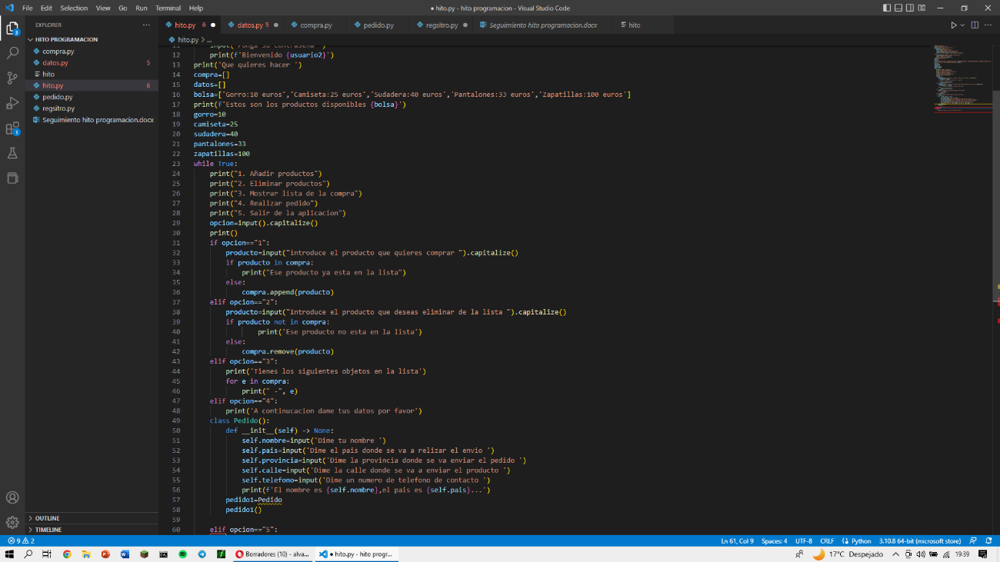 File Edit Selection View Go Run Terminal Help
● hito.py - hito programacion - Visual Studio Code
EXPLORER
HITO PROGRAMACION
compra.py
datos.py 5
hito
hito.py 6
pedido.py
regsitro.py
Seguimiento hito programacion.docx
OUTLINE
TIMELINE
hito.py 6 datos.py 5 compra.py pedido.py regsitro.py Seguimiento hito programacion.docx hito
hito.py > ...
11 input('Ponga su contraseña ')
12 print(f'Bienvenido {usuario2}')
13 print('Que quieres hacer ')
14 compra=[]
15 datos=[]
16 bolsa=['Gorro:10 euros','Camiseta:25 euros','Sudadera:40 euros','Pantalones:33 euros','Zapatillas:100 euros']
17 print(f'Estos son los productos disponibles {bolsa}')
18 gorro=10
19 camiseta=25
20 sudadera=40
21 pantalones=33
22 zapatillas=100
23 while True:
24 print("1. Añadir productos")
25 print("2. Eliminar productos")
26 print("3. Mostrar lista de la compra")
27 print("4. Realizar pedido")
28 print("5. Salir de la aplicacion")
29 opcion=input().capitalize()
30 print()
31 if opcion=="1":
32 producto=input("introduce el producto que quieres comprar ").capitalize()
33 if producto in compra:
34 print("Ese producto ya esta en la lista")
35 else:
36 compra.append(producto)
37 elif opcion=="2":
38 producto=input("Introduce el producto que deseas eliminar de la lista ").capitalize()
39 if producto not in compra:
40 print('Ese producto no esta en la lista')
41 else:
42 compra.remove(producto)
43 elif opcion=="3":
44 print('Tienes los siguientes objetos en la lista')
45 for e in compra:
46 print(" -", e)
47 elif opcion=="4":
48 print('A continucacion dame tus datos por favor')
49 class Pedido():
50 def __init__(self) -> None:
51 self.nombre=input('Dime tu nombre ')
52 self.pais=input('Dime el pais donde se va a relizar el envio ')
53 self.provincia=input('Dime la provincia donde se va enviar el pedido ')
54 self.calle=input('Dime la calle donde se va a enviar el producto ')
55 self.telefono=input('Dime un numero de telefono de contacto ')
56 print(f'El nombre es {self.nombre},el pais es {self.pais}...')
57 pedido1=Pedido
58 pedido1()
59
60 elif opcion=="5":
9 2
Ln 61, Col 9 Spaces: 4 UTF-8 CRLF Python 3.10.8 64-bit (microsoft store)
Borradores (10) - alva...
● hito.py - hito progr...
17°C Despejado
19:39